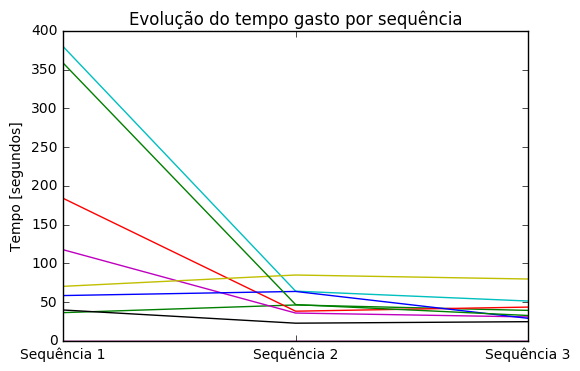 Evolução do tempo gasto por sequência
Tempo [segundos]
400
350
300
250
200
150
100
50
0
Sequência 1
Sequência 2
Sequência 3